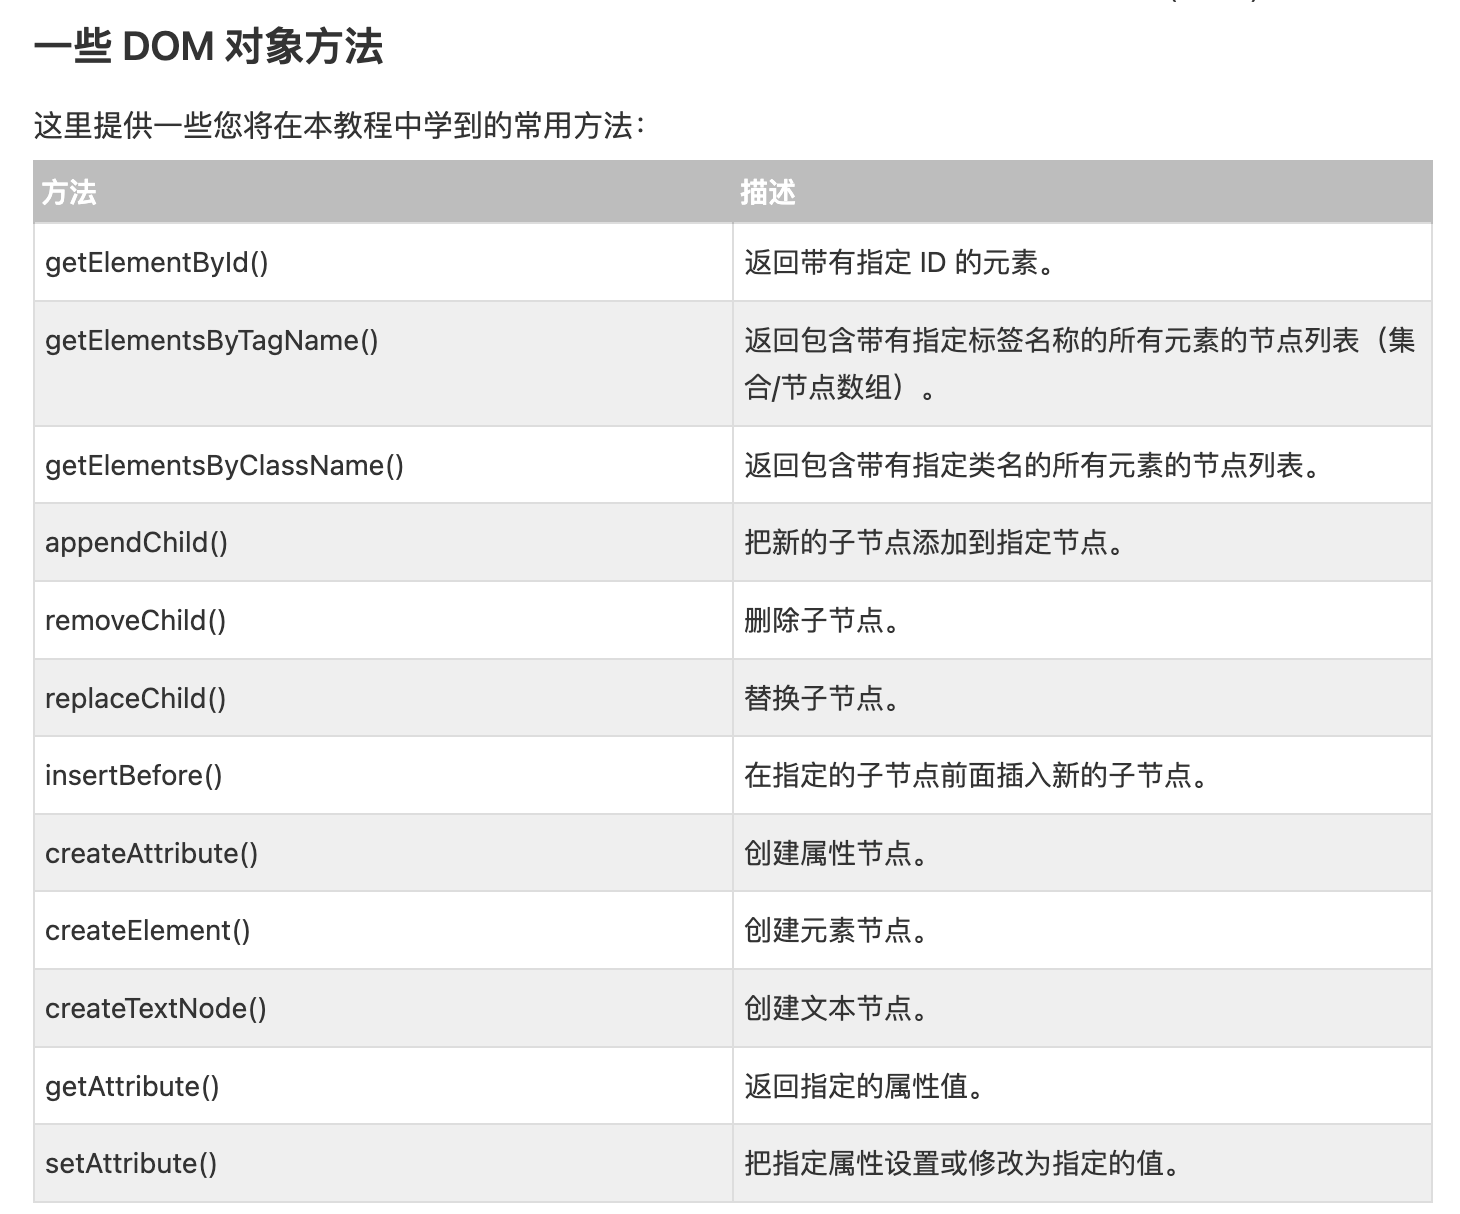 一些 DOM 对象方法
这里提供一些您将在本教程中学到的常用方法：
方法 描述
getElementById() 返回带有指定 ID 的元素。
getElementsByTagName() 返回包含带有指定标签名称的所有元素的节点列表（集
合/节点数组）。
getElementsByClassName() 返回包含带有指定类名的所有元素的节点列表。
appendChild() 把新的子节点添加到指定节点。
removeChild() 删除子节点。
replaceChild() 替换子节点。
insertBefore() 在指定的子节点前面插入新的子节点。
createAttribute() 创建属性节点。
createElement() 创建元素节点。
createTextNode() 创建文本节点。
getAttribute() 返回指定的属性值。
setAttribute() 把指定属性设置或修改为指定的值。